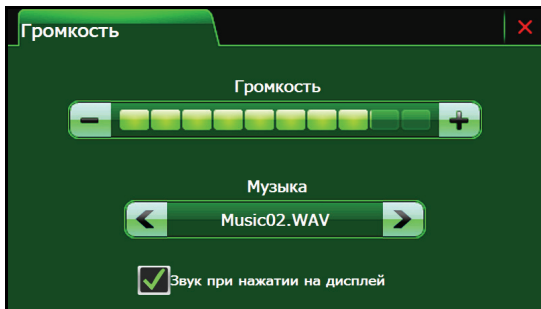 Громкость
Громкость
Музыка
Music02.WAV
Звук при нажатии на дисплей